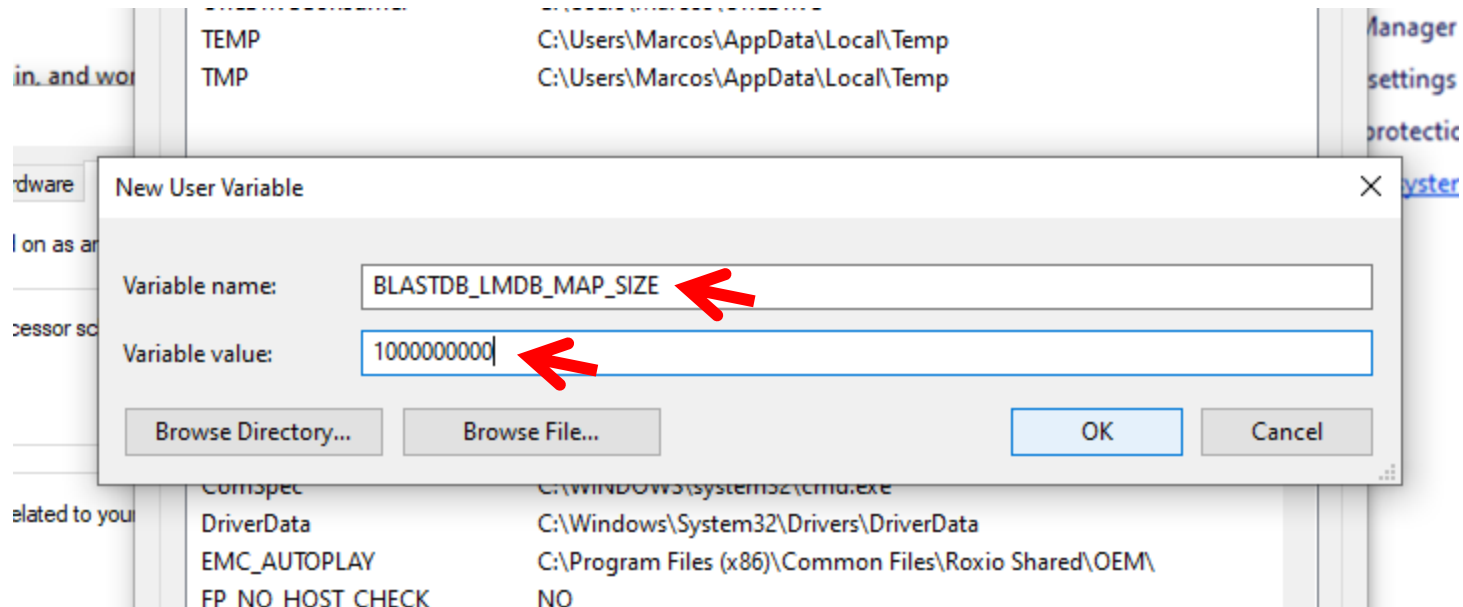 TEMP C:\Users\Marcos\AppData\Local\Temp
Manager
in, and wor
TMP C:\Users\Marcos\AppData\Local\Temp
settings
protectio
rdware
New User Variable
yster
l on as ar
Variable name: BLASTDB_LMDB_MAP_SIZE
cessor sc
Variable value: 1000000000
Browse Directory... Browse File... OK Cancel
ComSpec C:\WINDOWS\system32\cmd.exe
elated to your
DriverData C:\Windows\System32\Drivers\DriverData
EMC_AUTOPLAY C:\Program Files (x86)\Common Files\Roxio Shared\OEM\
FP_NO_HOST_CHECK NO